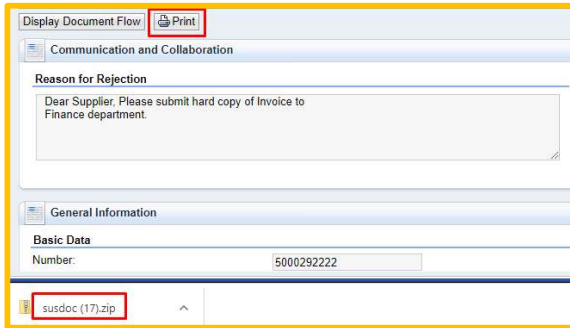 Display Document Flow Print
Communication and Collaboration
Reason for Rejection
Dear Supplier, Please submit hard copy of Invoice to
Finance department.
General Information
Basic Data
Number: 5000292222
susdoc (17).zip